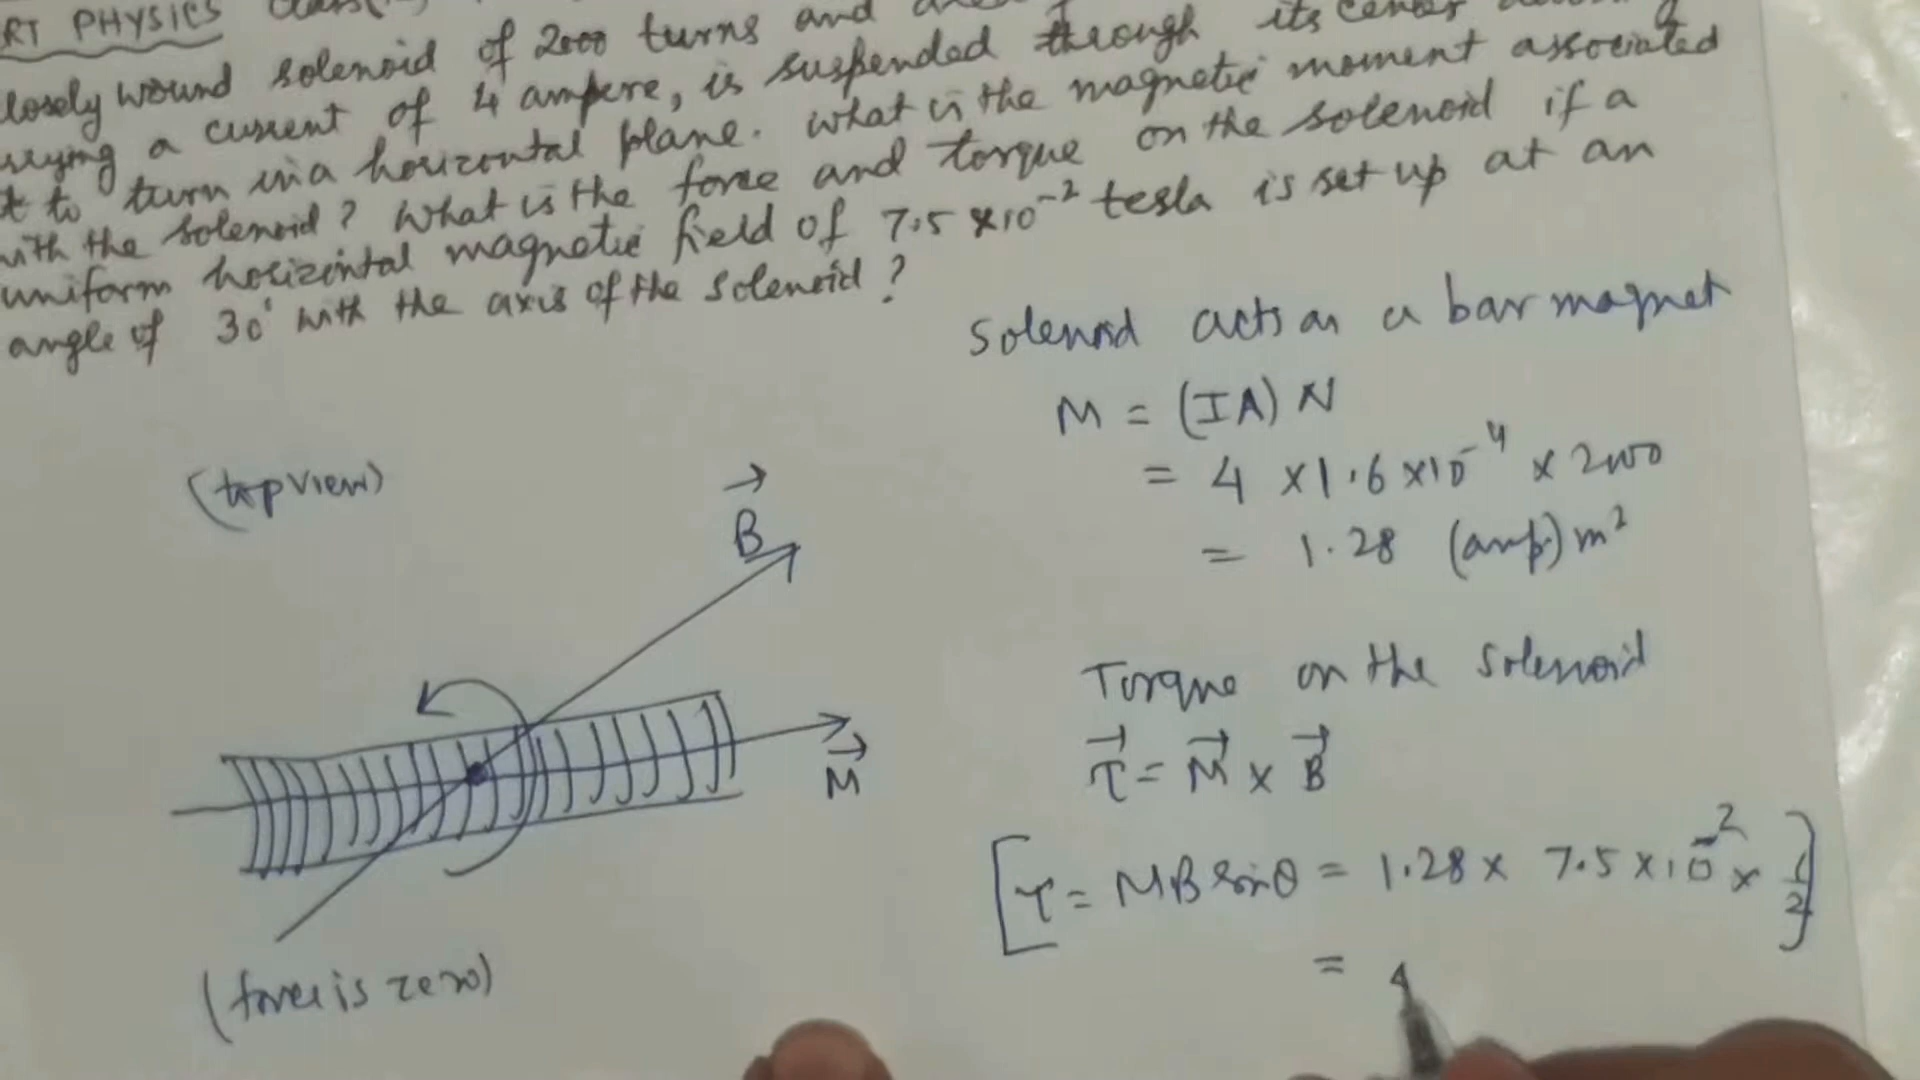 RT PHYSICS
losely wound solenoid of 2000 turns and
rrying a current of 4 ampere, is suspended through its center
t to turn in a horizontal plane. What is the magnetic moment associated
with the solenoid? What is the force and torque on the solenoid if a
uniform horizontal magnetic field of 7.5 × 10⁻² tesla is set up at an
angle of 30° with the axis of the solenoid?
Solenoid acts as a bar magnet
M = (IA) N
= 4 × 1.6 × 10⁻⁴ × 2000
= 1.28 (amp) m²
(top view)
B⃗
M⃗
(force is zero)
Torque on the solenoid
τ⃗ = M⃗ × B⃗
[τ = MB sinθ = 1.28 × 7.5 × 10⁻² × 1/2]
= 4